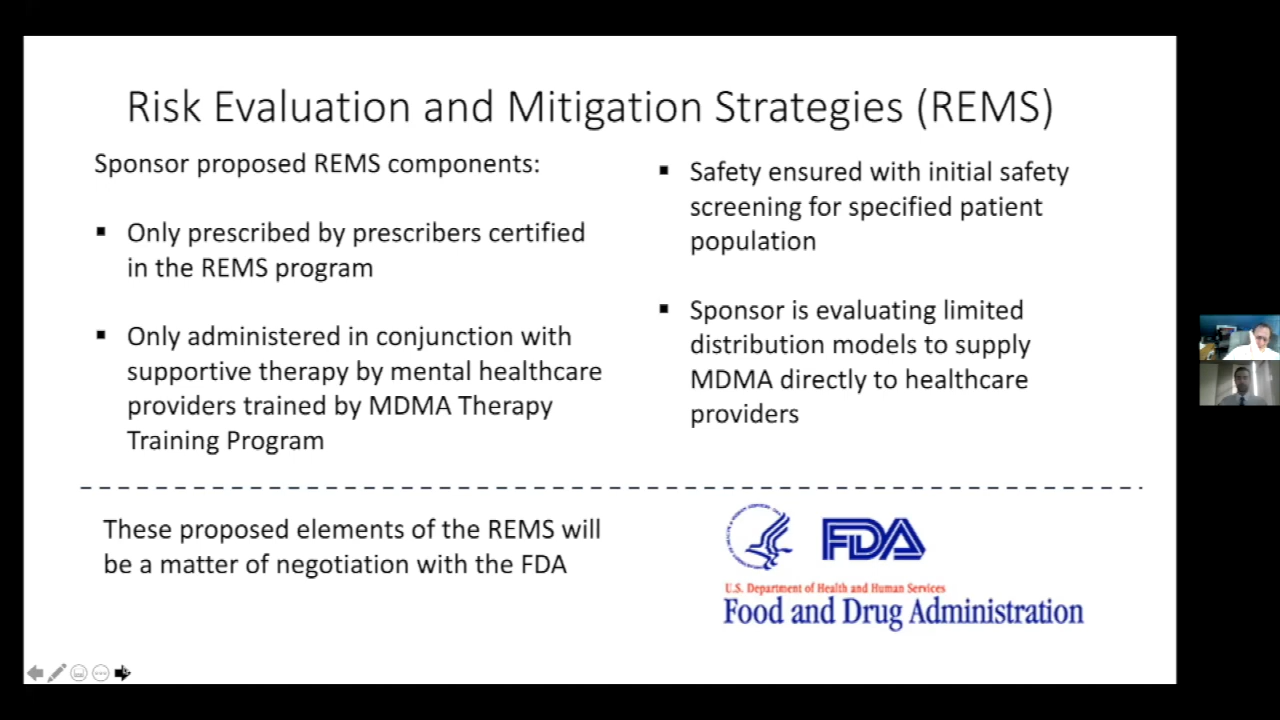 Risk Evaluation and Mitigation Strategies (REMS)
Sponsor proposed REMS components:
▪ Only prescribed by prescribers certified
in the REMS program
▪ Only administered in conjunction with
supportive therapy by mental healthcare
providers trained by MDMA Therapy
Training Program
▪ Safety ensured with initial safety
screening for specified patient
population
▪ Sponsor is evaluating limited
distribution models to supply
MDMA directly to healthcare
providers
These proposed elements of the REMS will
be a matter of negotiation with the FDA
FDA
U.S. Department of Health and Human Services
Food and Drug Administration